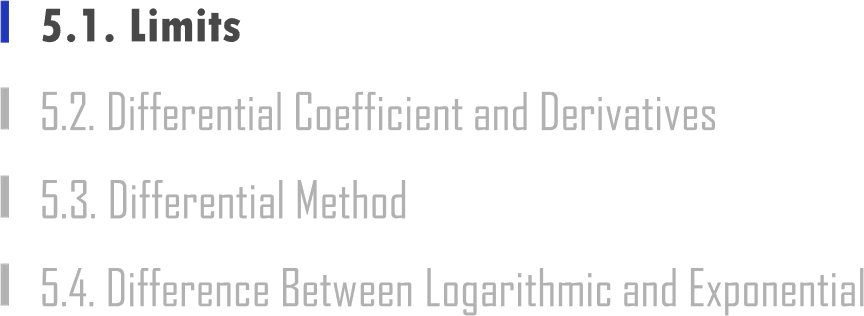 5.1. Limits
5.2. Differential Coefficient and Derivatives
5.3. Differential Method
5.4. Difference Between Logarithmic and Exponential